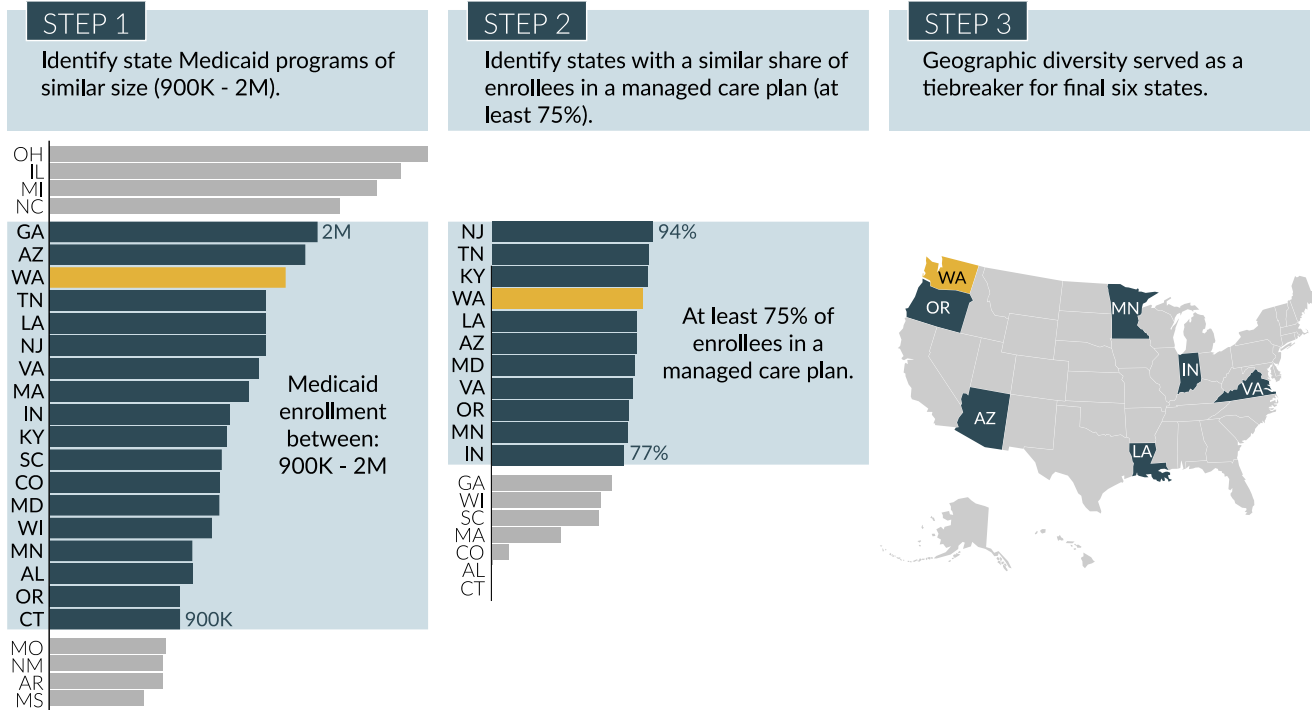 STEP 1
Identify state Medicaid programs of
similar size (900K - 2M).
OH
IL
MI
NC
GA
2M
AZ
WA
TN
LA
NJ
VA
MA
IN
KY
SC
CO
MD
WI
MN
AL
OR
CT
900K
Medicaid
enrollment
between:
900K - 2M
MO
NM
AR
MS
STEP 2
Identify states with a similar share of
enrollees in a managed care plan (at
least 75%).
NJ
94%
TN
KY
WA
LA
AZ
MD
VA
OR
MN
IN
77%
At least 75% of
enrollees in a
managed care plan.
GA
WI
SC
MA
CO
AL
CT
STEP 3
Geographic diversity served as a
tiebreaker for final six states.
WA
OR
MN
IN
VA
AZ
LA